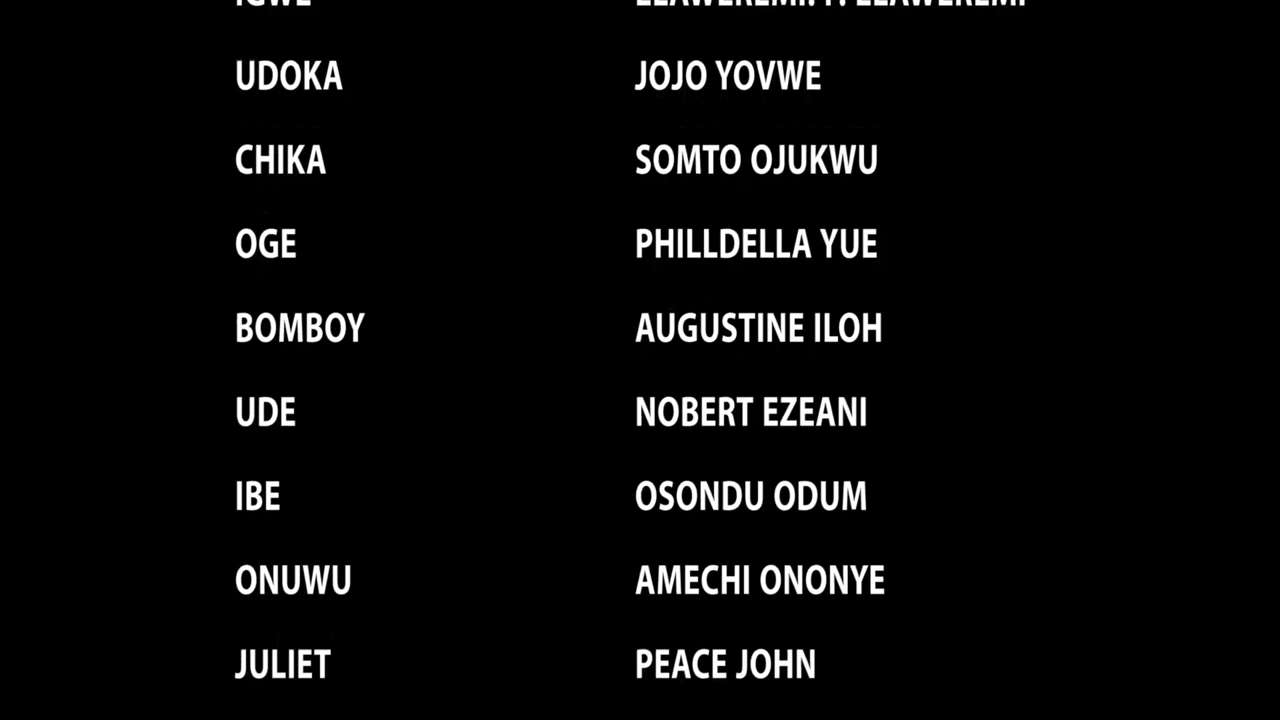 IGWE
UDOKA JOJO YOVWE
CHIKA SOMTO OJUKWU
OGE PHILLDELLA YUE
BOMBOY AUGUSTINE ILOH
UDE NOBERT EZEANI
IBE OSONDU ODUM
ONUWU AMECHI ONONYE
JULIET PEACE JOHN